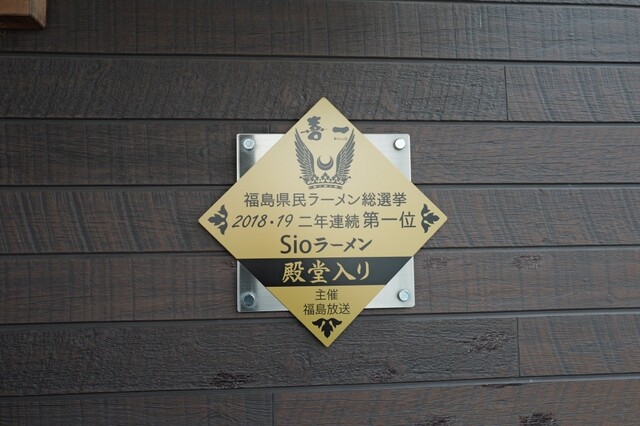 喜一
福島県民ラーメン総選挙
2018・19 二年連続 第一位
Sioラーメン
殿堂入り
主催
福島放送